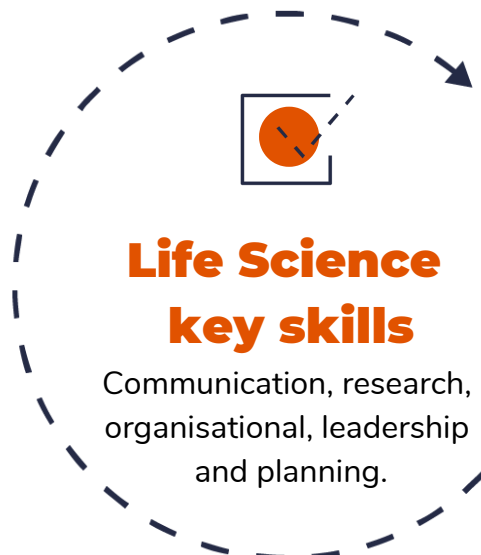 Life Science
key skills
Communication, research,
organisational, leadership
and planning.